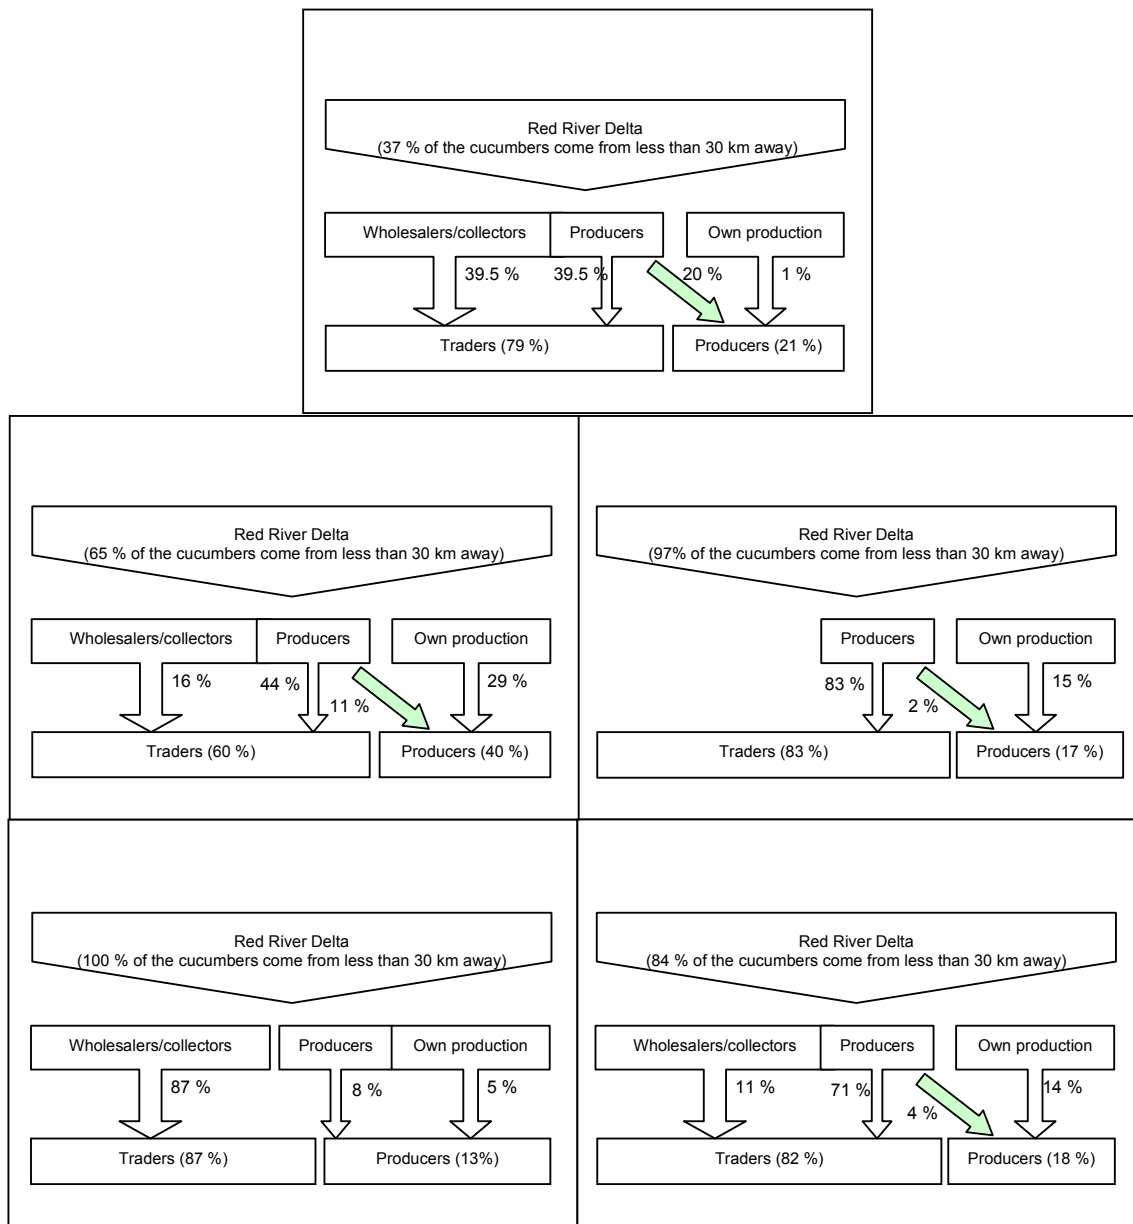 Red River Delta
(37 % of the cucumbers come from less than 30 km away)
Wholesalers/collectors Producers Own production
39.5 % 39.5% 20 % 1 %
Traders (79 %) Producers (21 %)
Red River Delta
(65 % of the cucumbers come from less than 30 km away)
Wholesalers/collectors Producers Own production
16 % 44 % 11 % 29 %
Traders (60 %) Producers (40 %)
Red River Delta
(97% of the cucumbers come from less than 30 km away)
Producers Own production
83 % 2 % 15 %
Traders (83 %) Producers (17 %)
Red River Delta
(100 % of the cucumbers come from less than 30 km away)
Wholesalers/collectors Producers Own production
87 % 8 % 5 %
Traders (87 %) Producers (13%)
Red River Delta
(84 % of the cucumbers come from less than 30 km away)
Wholesalers/collectors Producers Own production
11 % 71 % 4 % 14 %
Traders (82 %) Producers (18 %)